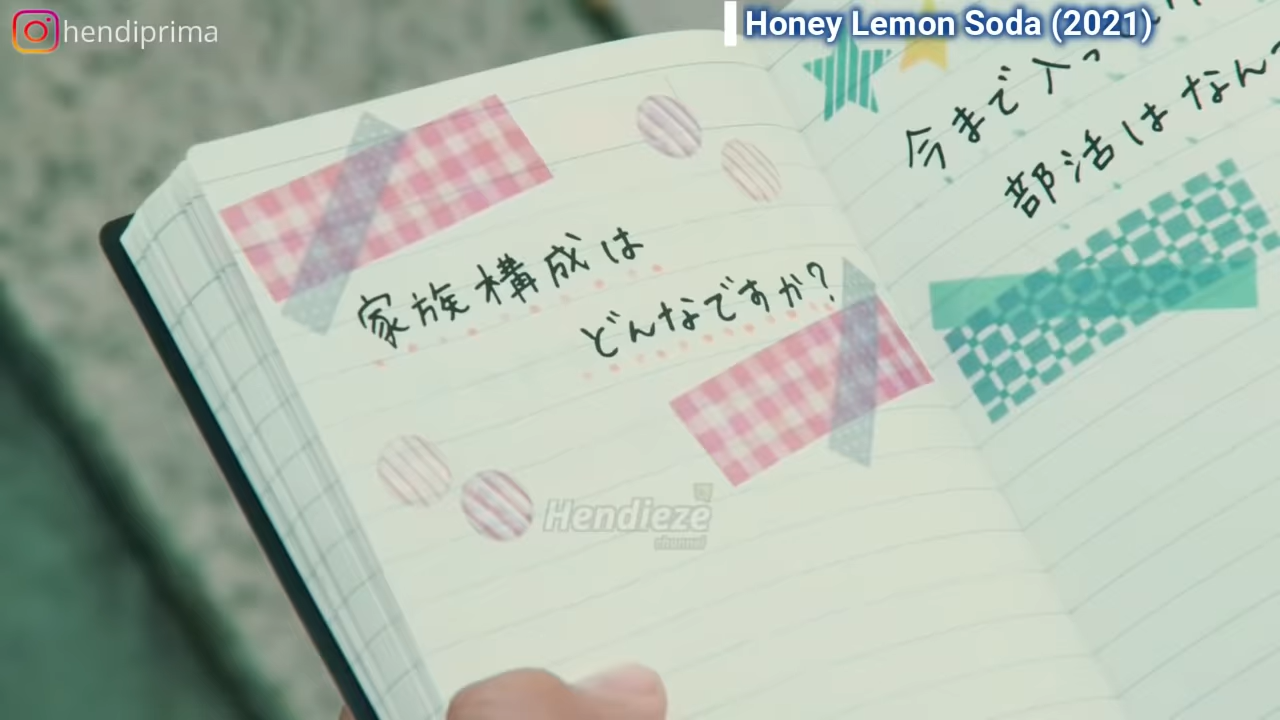 hendiprima
Honey Lemon Soda (2021)
家族構成は
どんなですか?
今まで入っ
部活はなん
Hendieze
channel